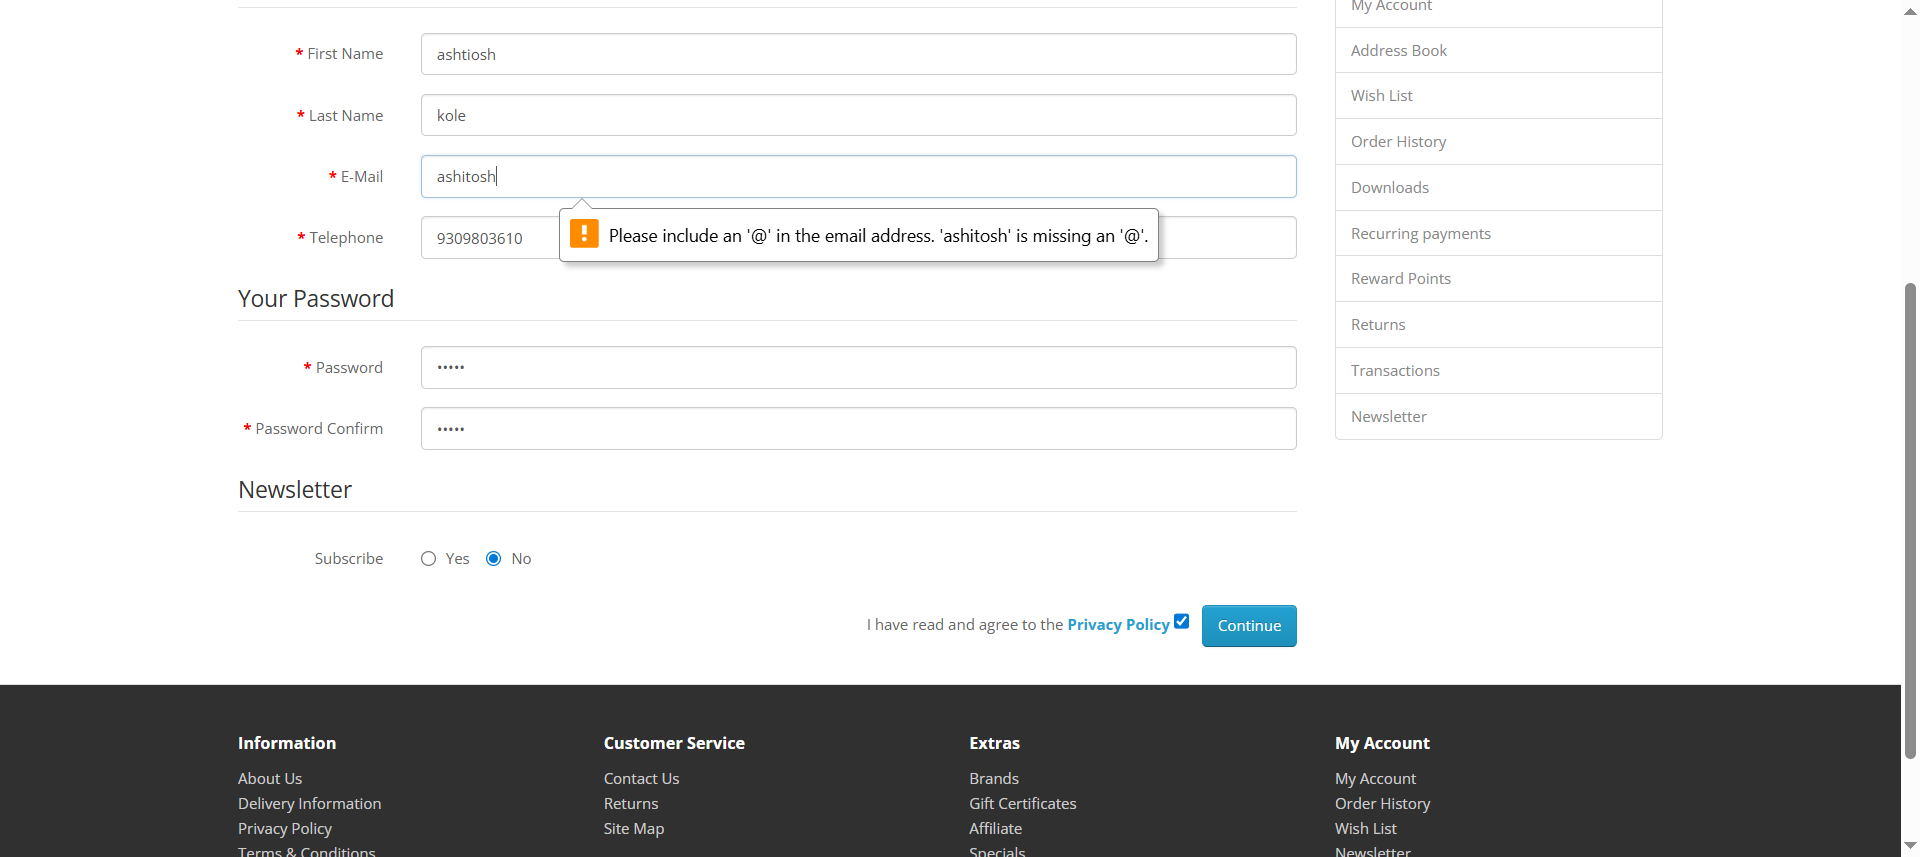 * First Name ashtiosh
* Last Name kole
* E-Mail ashitosh
Please include an '@' in the email address. 'ashitosh' is missing an '@'.
* Telephone 9309803610
Your Password
* Password •••••
* Password Confirm •••••
Newsletter
Subscribe Yes No
I have read and agree to the Privacy Policy Continue
My Account
Address Book
Wish List
Order History
Downloads
Recurring payments
Reward Points
Returns
Transactions
Newsletter
Information
About Us
Delivery Information
Privacy Policy
Terms & Conditions
Customer Service
Contact Us
Returns
Site Map
Extras
Brands
Gift Certificates
Affiliate
Specials
My Account
My Account
Order History
Wish List
Newsletter